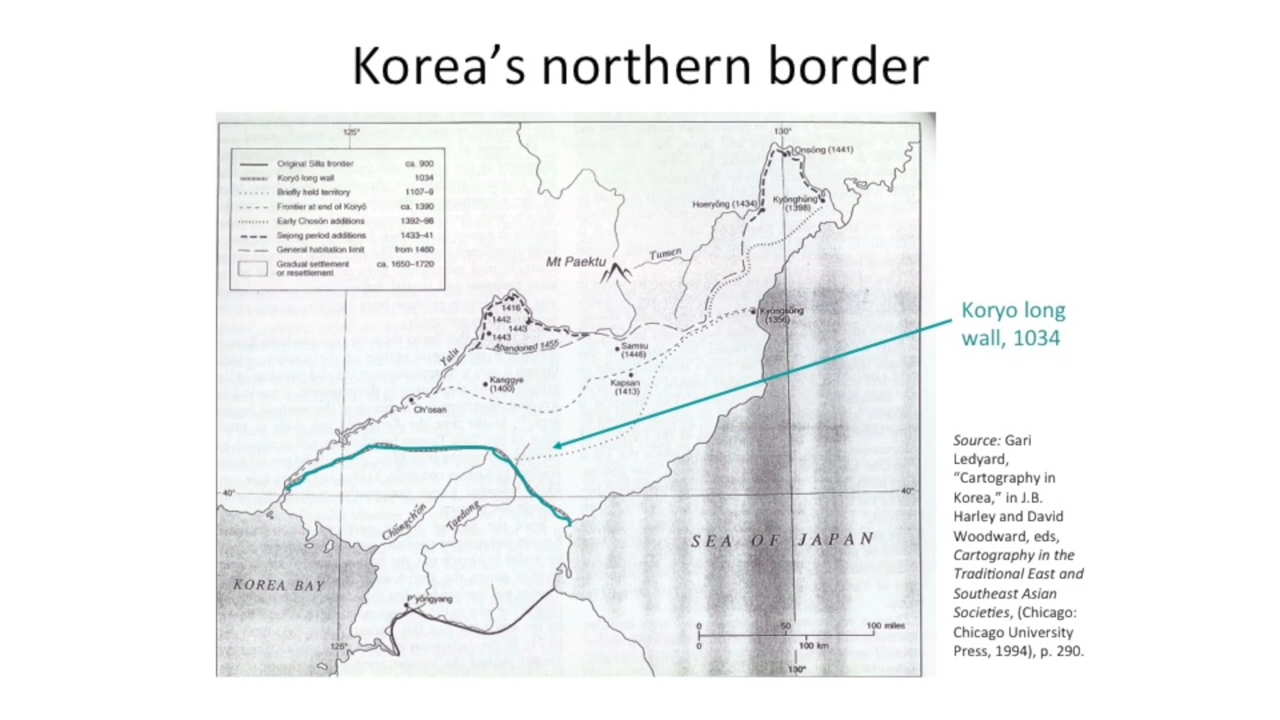 Korea’s northern border
125°
130°
Original Silla frontier ca. 900
Koryŏ long wall 1034
Briefly held territory 1107–9
Frontier at end of Koryŏ ca. 1390
Early Chosŏn additions 1392–98
Sejong period additions 1433–41
General habitation limit from 1460
Gradual settlement ca. 1650–1720
or resettlement
Onsŏng (1441)
Hoeryŏng (1434)
Kyŏnghŭng
(1398)
Tumen
Mt Paektu
1416
1442
1443
1443
Abandoned 1455
Yalu
Kyŏngsŏng
(1356)
Samsu
(1446)
Kanggye
(1400)
Kapsan
(1413)
Ch'osan
Koryo long
wall, 1034
40°
40°
Chŏngch'ŏn
Taedong
SEA OF JAPAN
KOREA BAY
P'yŏngyang
125°
0 50 100 miles
0 100 km
130°
Source: Gari
Ledyard,
“Cartography in
Korea,” in J.B.
Harley and David
Woodward, eds,
Cartography in the
Traditional East and
Southeast Asian
Societies, (Chicago:
Chicago University
Press, 1994), p. 290.